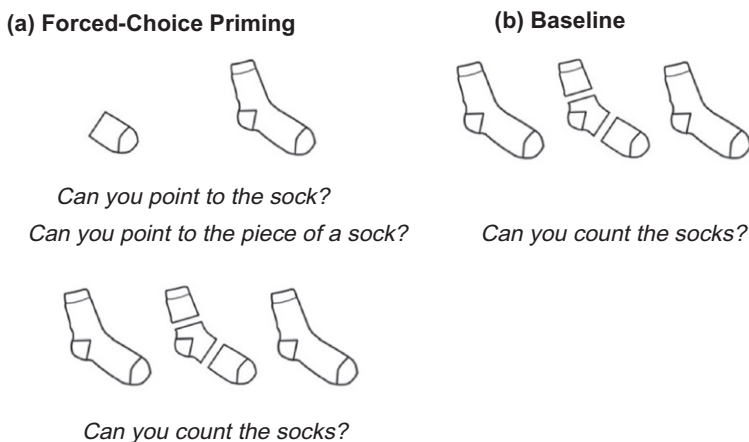 (a) Forced-Choice Priming
Can you point to the sock?
Can you point to the piece of a sock?
Can you count the socks?
(b) Baseline
Can you count the socks?